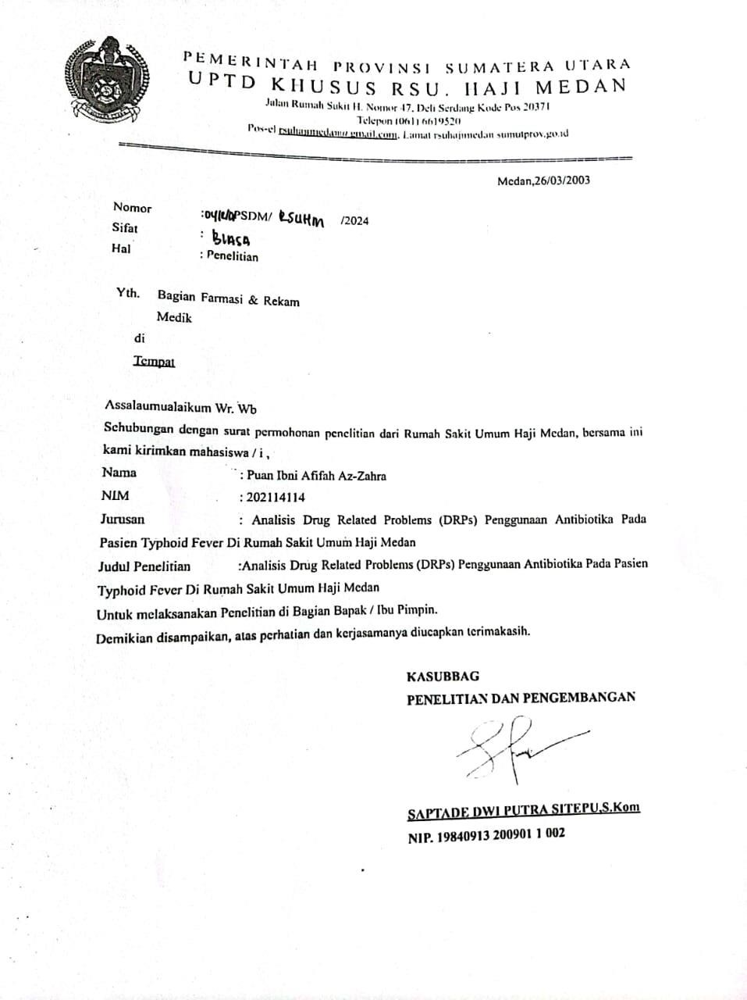 PEMERINTAH PROVINSI SUMATERA UTARA
UPTD KHUSUS RSU. HAJI MEDAN
Jalan Rumah Sakit H. Nomor 47, Deli Serdang Kode Pos 20371
Telepon (061) 6619520
Pos-el rsuhajimedan@gmail.com. Laman rsuhajimedan sumutprov.go.id
Medan,26/03/2003
Nomor : PSDM/ RSUHM /2024
Sifat : BIASA
Hal : Penelitian
Yth. Bagian Farmasi & Rekam
Medik
di
Tempat
Assalaumualaikum Wr. Wb
Sehubungan dengan surat permohonan penelitian dari Rumah Sakit Umum Haji Medan, bersama ini
kami kirimkan mahasiswa / i ,
Nama : Puan Ibni Afifah Az-Zahra
NIM : 202114114
Jurusan : Analisis Drug Related Problems (DRPs) Penggunaan Antibiotika Pada
Pasien Typhoid Fever Di Rumah Sakit Umum Haji Medan
Judul Penelitian :Analisis Drug Related Problems (DRPs) Penggunaan Antibiotika Pada Pasien
Typhoid Fever Di Rumah Sakit Umum Haji Medan
Untuk melaksanakan Penelitian di Bagian Bapak / Ibu Pimpin.
Demikian disampaikan, atas perhatian dan kerjasamanya diucapkan terimakasih.
KASUBBAG
PENELITIAN DAN PENGEMBANGAN
SAPTADE DWI PUTRA SITEPU,S.Kom
NIP. 19840913 200901 1 002